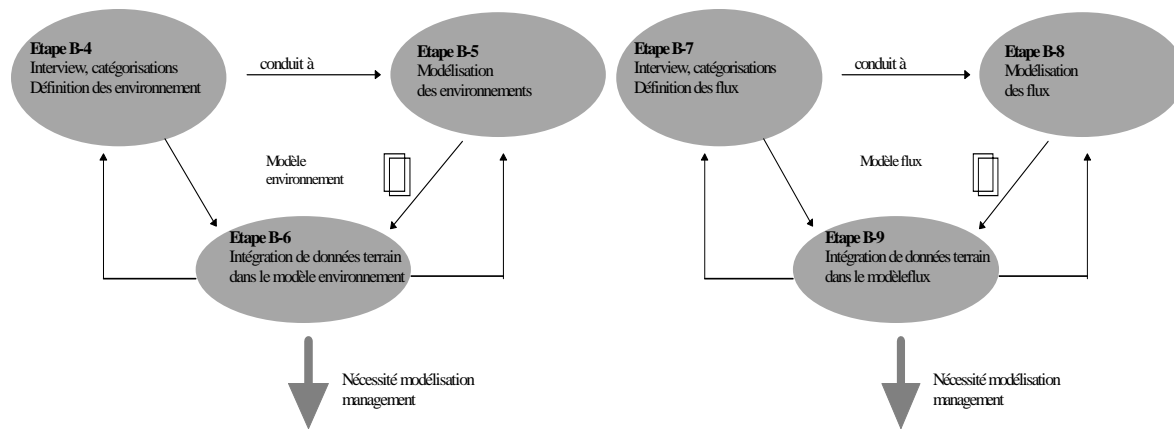 Etape B-4
Interview, catégorisations
Définition des environnement
conduit à
Etape B-5
Modélisation
des environnements
Modèle
environnement
Etape B-6
Intégration de données terrain
dans le modèle environnement
Nécessité modélisation
management
Etape B-7
Interview, catégorisations
Définition des flux
conduit à
Etape B-8
Modélisation
des flux
Modèle flux
Etape B-9
Intégration de données terrain
dans le modèleflux
Nécessité modélisation
management